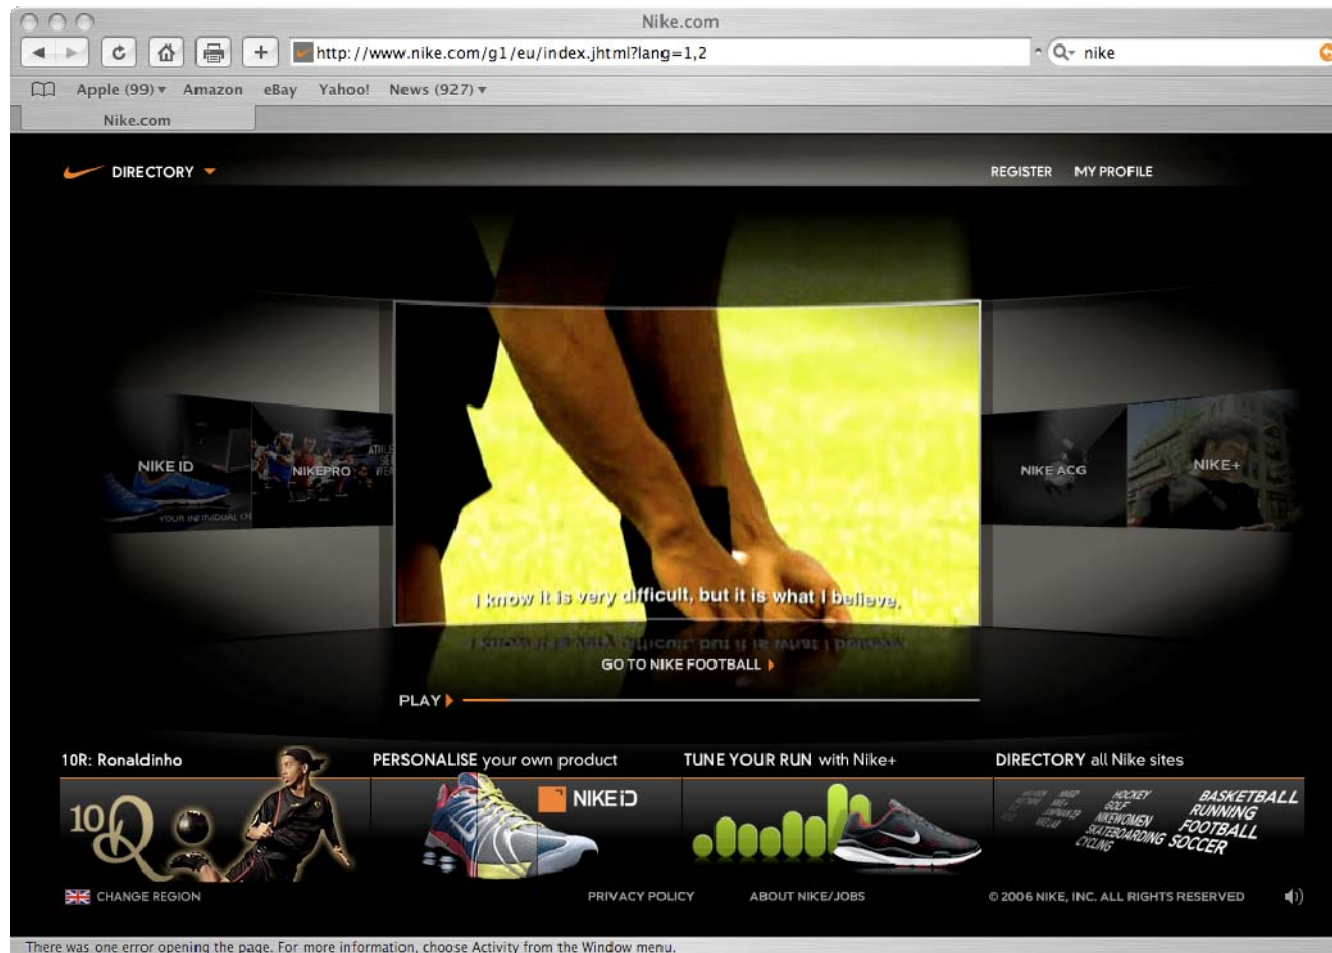 Nike.com
http://www.nike.com/g1/eu/index.jhtml?lang=1,2
nike
Apple (99) Amazon eBay Yahoo! News (927)
Nike.com
DIRECTORY
REGISTER MY PROFILE
NIKE ID
YOUR INDIVIDUAL
NIKEPRO
NIKE ACG
NIKE+
I know it is very difficult, but it is what I believe.
GO TO NIKE FOOTBALL
PLAY
10R: Ronaldinho
10R
PERSONALISE your own product
NIKEiD
TUNE YOUR RUN with Nike+
DIRECTORY all Nike sites
HOCKEY
GOLF
NIKEWOMEN
SKATEBOARDING
CYCLING
BASKETBALL
RUNNING
FOOTBALL
SOCCER
CHANGE REGION
PRIVACY POLICY
ABOUT NIKE/JOBS
© 2006 NIKE, INC. ALL RIGHTS RESERVED
There was one error opening the page. For more information, choose Activity from the Window menu.